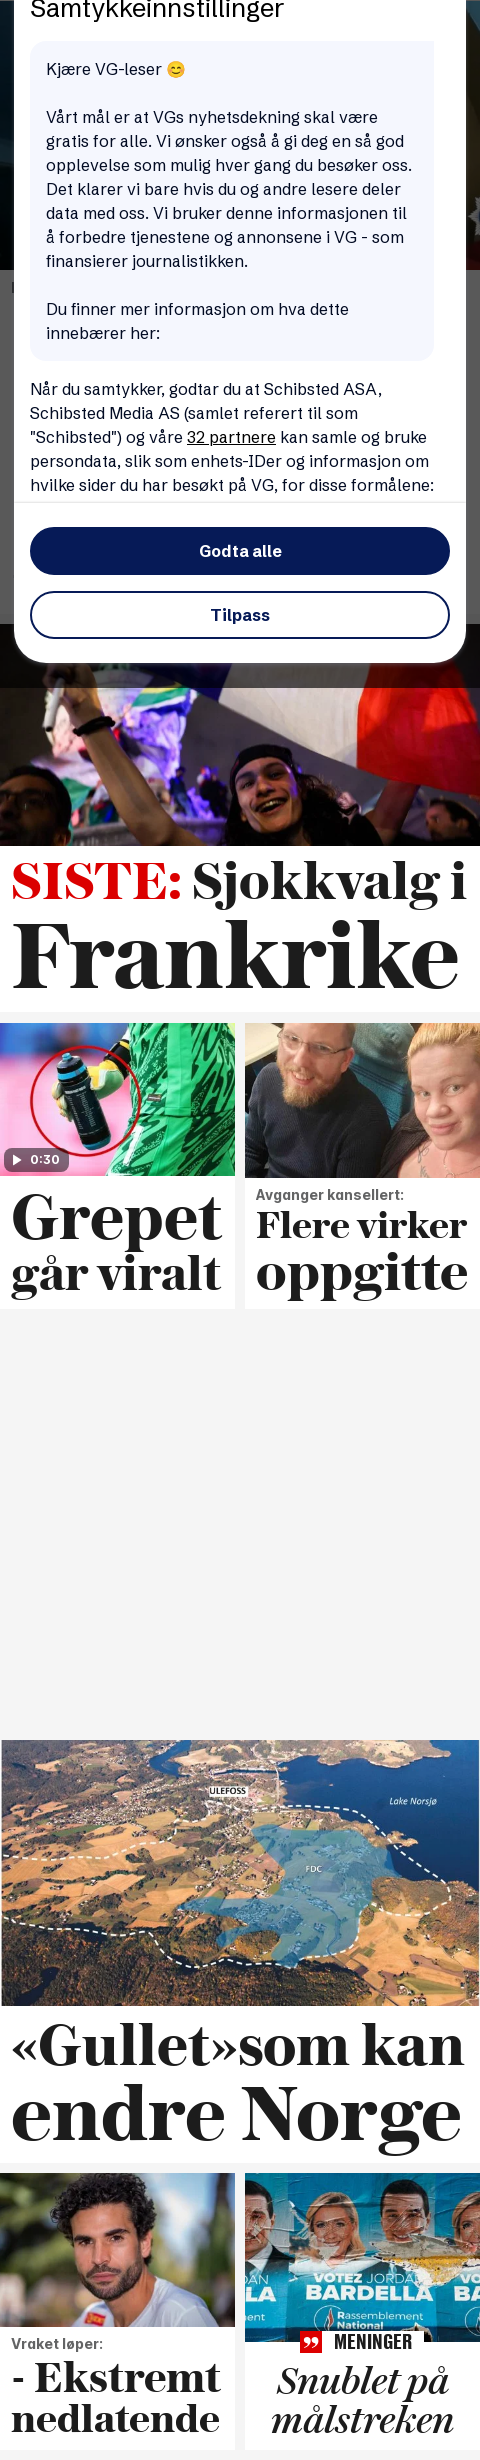 Samtykkeinnstillinger
Kjære VG-leser 😊
Vårt mål er at VGs nyhetsdekning skal være
gratis for alle. Vi ønsker også å gi deg en så god
opplevelse som mulig hver gang du besøker oss.
Det klarer vi bare hvis du og andre lesere deler
data med oss. Vi bruker denne informasjonen til
å forbedre tjenestene og annonsene i VG - som
finansierer journalistikken.
Du finner mer informasjon om hva dette
innebærer her:
Når du samtykker, godtar du at Schibsted ASA,
Schibsted Media AS (samlet referert til som
"Schibsted") og våre 32 partnere kan samle og bruke
persondata, slik som enhets-IDer og informasjon om
hvilke sider du har besøkt på VG, for disse formålene:
Godta alle
Tilpass
SISTE: Sjokkvalg i
Frankrike
0:30
Grepet
går viralt
Avganger kansellert:
Flere virker
oppgitte
ULEFOSS
Lake Norsjø
FDC
«Gullet»som kan
endre Norge
Vraket løper:
- Ekstremt
nedlatende
VOTEZ JORDAN
BARDELLA
Rassemblement
National
MENINGER
Snublet på
målstreken